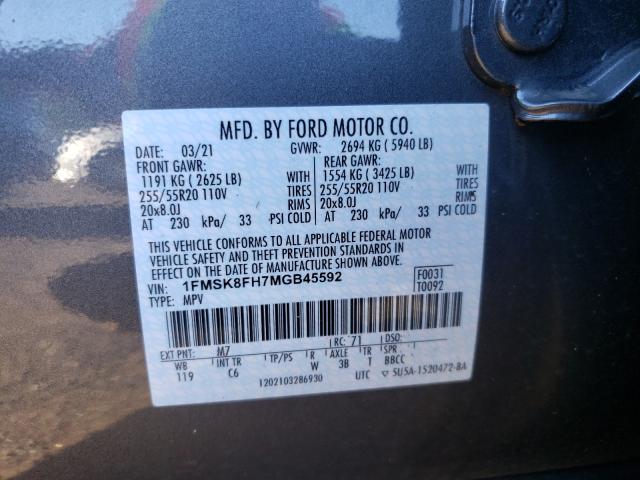 MFD. BY FORD MOTOR CO.
DATE: 03/21 GVWR: 2694 KG ( 5940 LB)
FRONT GAWR: REAR GAWR:
1191 KG ( 2625 LB) WITH 1554 KG ( 3425 LB) WITH
255/55R20 110V TIRES 255/55R20 110V TIRES
20x8.0J RIMS 20x8.0J RIMS
AT 230 kPa/ 33 PSI COLD AT 230 kPa/ 33 PSI COLD
THIS VEHICLE CONFORMS TO ALL APPLICABLE FEDERAL MOTOR
VEHICLE SAFETY AND THEFT PREVENTION STANDARDS IN
EFFECT ON THE DATE OF MANUFACTURE SHOWN ABOVE.
VIN: 1FMSK8FH7MGB45592 F0031
TYPE: MPV T0092
EXT PNT: M7 RC: 71 DSO:
WB INT TR TP/PS R AXLE TR SPR
119 C6 W 3B T BBCC
1202103286930 UTC ▽ 5U5A-1520472-BA